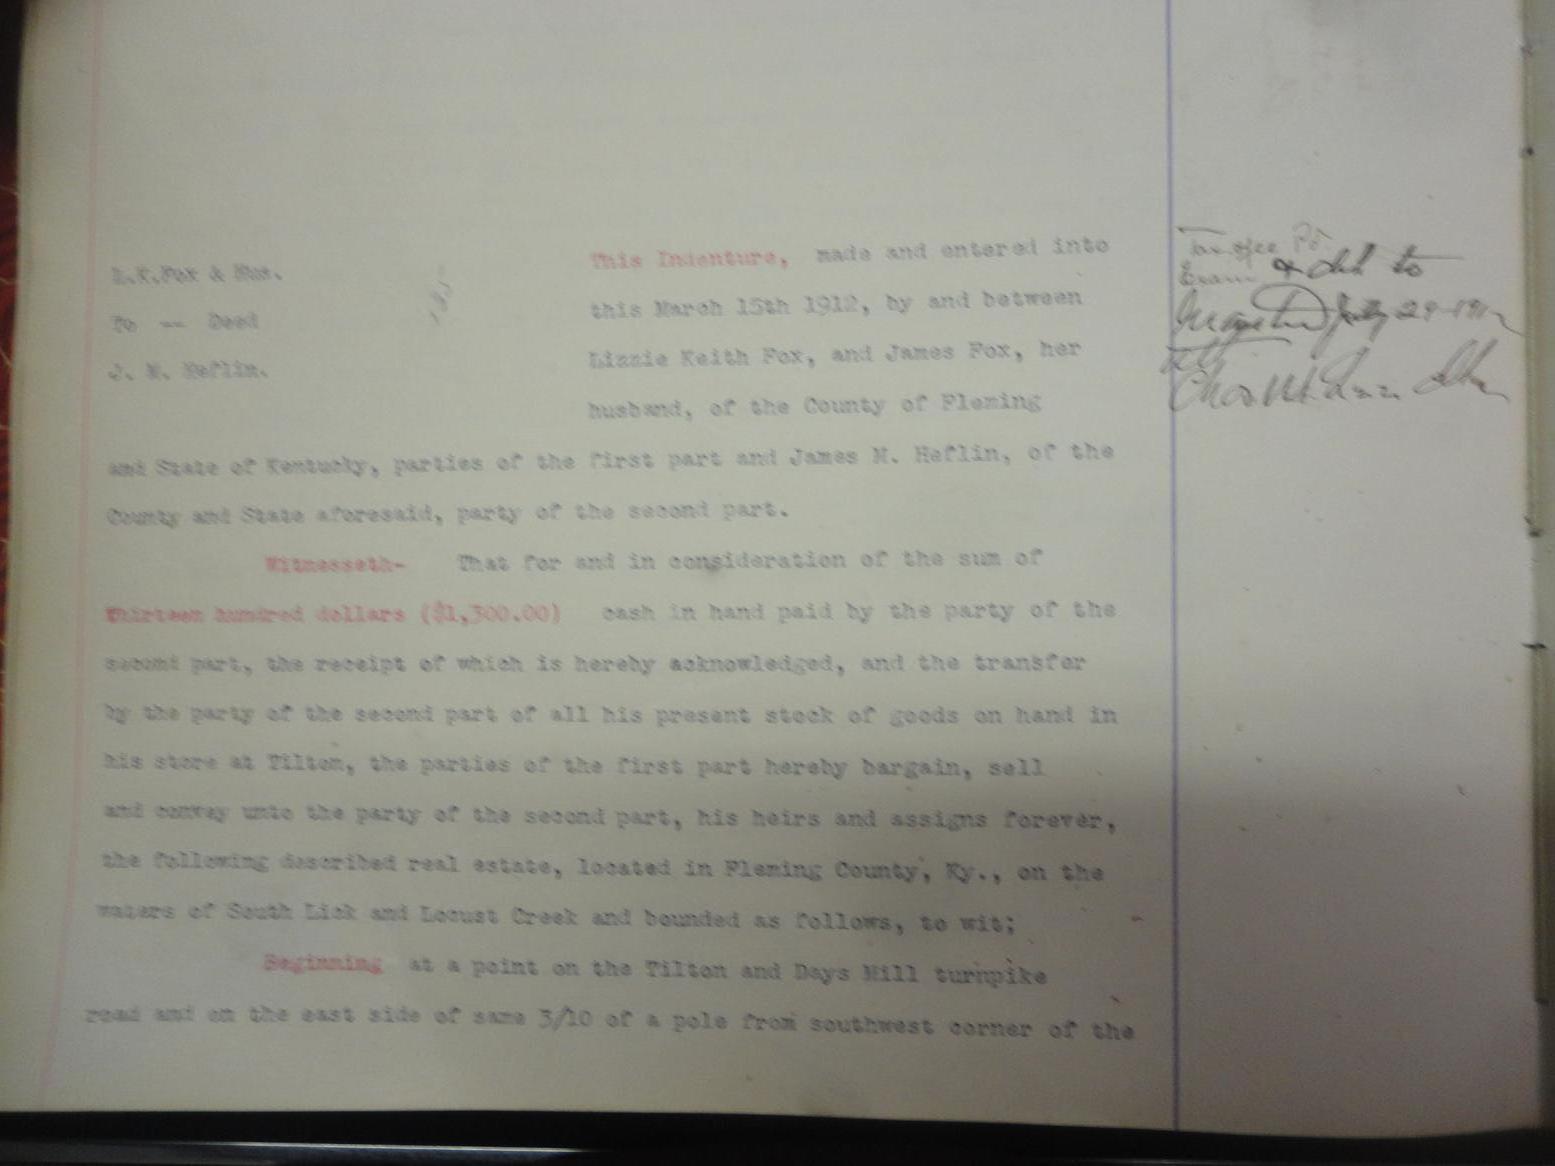 L.K.Fox & Hus.
To -- Deed
J. M. Heflin.
This Indenture, made and entered into
this March 15th 1912, by and between
Lizzie Keith Fox, and James Fox, her
husband, of the County of Fleming
and State of Kentucky, parties of the first part and James M. Heflin, of the
County and State aforesaid, party of the second part.
Witnesseth- That for and in consideration of the sum of
Thirteen hundred dollars ($1,300.00) cash in hand paid by the party of the
second part, the receipt of which is hereby acknowledged, and the transfer
by the party of the second part of all his present stock of goods on hand in
his store at Tilton, the parties of the first part hereby bargain, sell
and convey unto the party of the second part, his heirs and assigns forever,
the following described real estate, located in Fleming County, Ky., on the
waters of South Lick and Locust Creek and bounded as follows, to wit;
Beginning at a point on the Tilton and Days Mill turnpike
road and on the east side of same 3/10 of a pole from southwest corner of the
Tax & fee Pd.
Exam & del to
July 29-1912